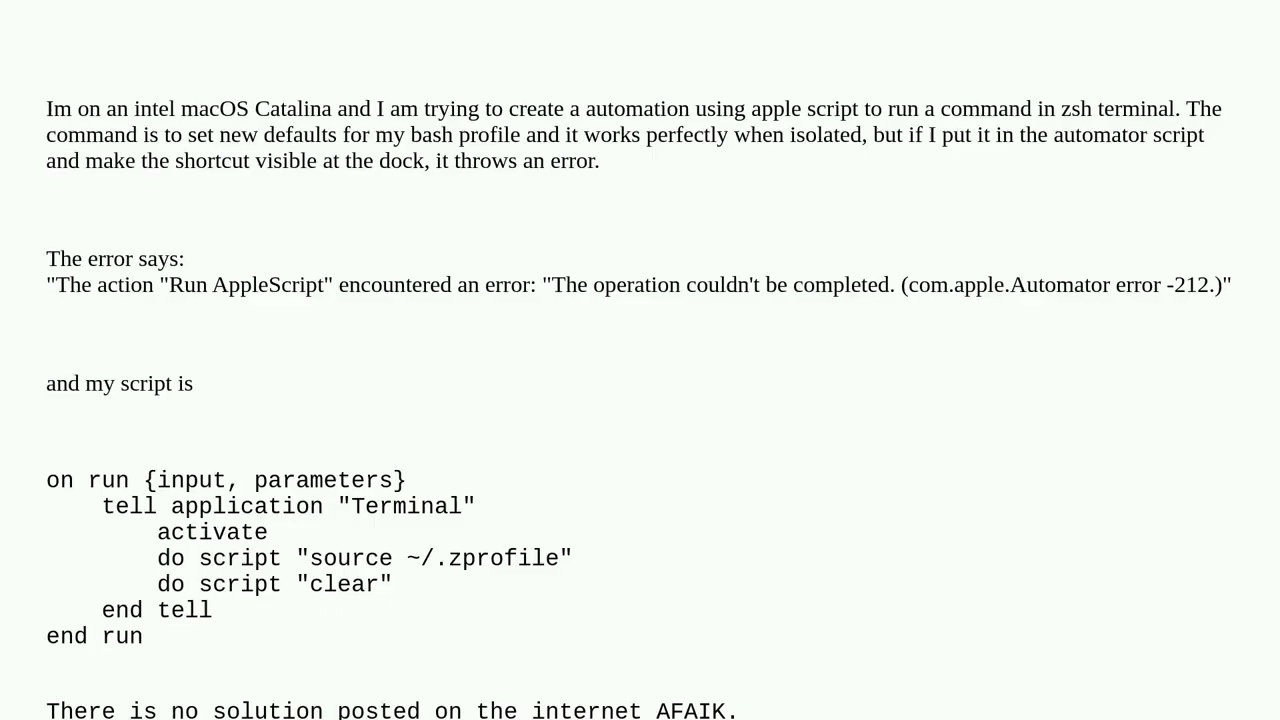 Im on an intel macOS Catalina and I am trying to create a automation using apple script to run a command in zsh terminal. The
command is to set new defaults for my bash profile and it works perfectly when isolated, but if I put it in the automator script
and make the shortcut visible at the dock, it throws an error.
The error says:
"The action "Run AppleScript" encountered an error: "The operation couldn't be completed. (com.apple.Automator error -212.)"
and my script is
on run {input, parameters}
    tell application "Terminal"
        activate
        do script "source ~/.zprofile"
        do script "clear"
    end tell
end run
There is no solution posted on the internet AFAIK.